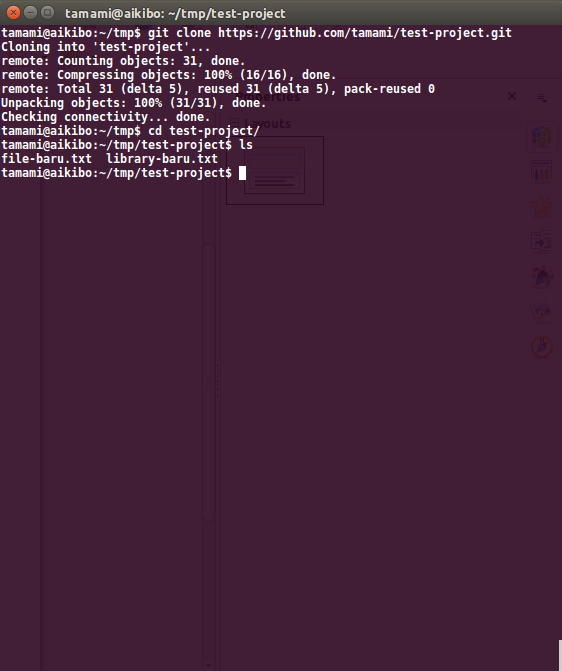 tamami@aikibo: ~/tmp/test-project
tamami@aikibo:~/tmp$ git clone https://github.com/tamami/test-project.git
Cloning into 'test-project'...
remote: Counting objects: 31, done.
remote: Compressing objects: 100% (16/16), done.
remote: Total 31 (delta 5), reused 31 (delta 5), pack-reused 0
Unpacking objects: 100% (31/31), done.
Checking connectivity... done.
tamami@aikibo:~/tmp$ cd test-project/
tamami@aikibo:~/tmp/test-project$ ls
file-baru.txt  library-baru.txt
tamami@aikibo:~/tmp/test-project$
Properties
Layouts